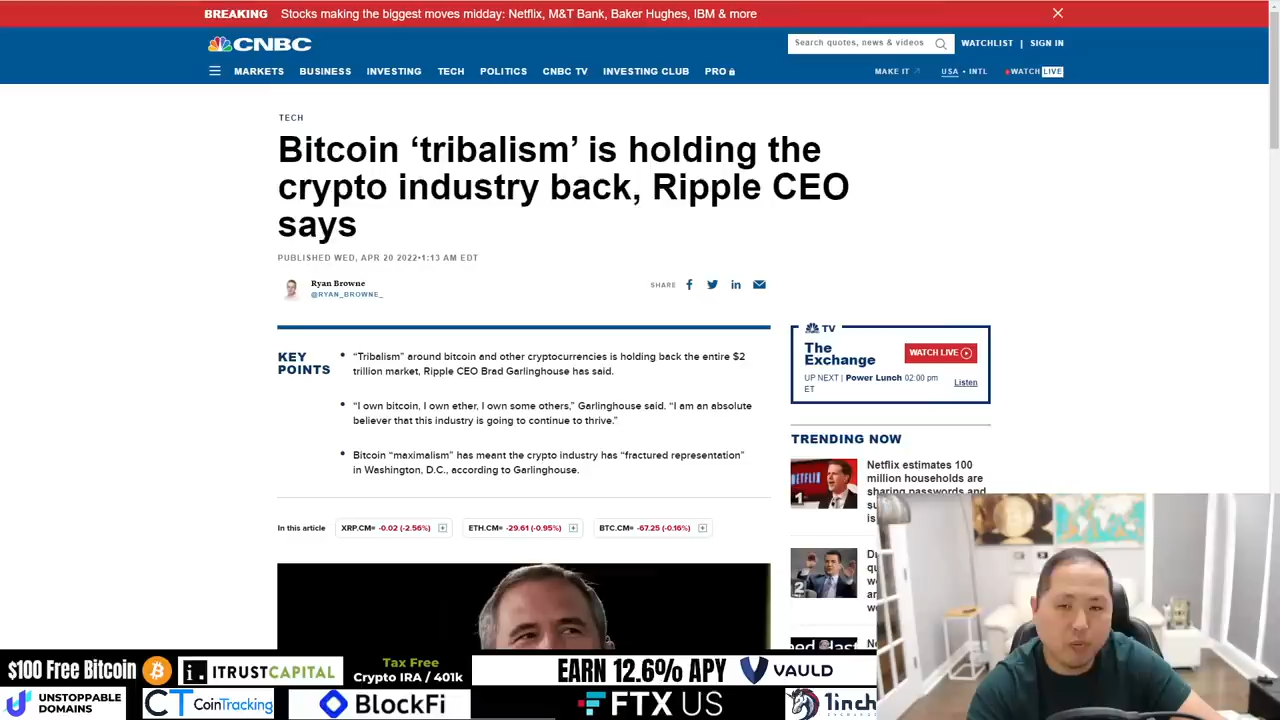 BREAKING Stocks making the biggest moves midday: Netflix, M&T Bank, Baker Hughes, IBM & more
CNBC
Search quotes, news & videos
WATCHLIST | SIGN IN
MARKETS BUSINESS INVESTING TECH POLITICS CNBC TV INVESTING CLUB PRO
MAKE IT USA • INTL WATCH LIVE
TECH
Bitcoin ‘tribalism’ is holding the
crypto industry back, Ripple CEO
says
PUBLISHED WED, APR 20 2022•1:13 AM EDT
Ryan Browne
@RYAN_BROWNE_
SHARE
KEY
POINTS
• “Tribalism” around bitcoin and other cryptocurrencies is holding back the entire $2
trillion market, Ripple CEO Brad Garlinghouse has said.
• “I own bitcoin, I own ether, I own some others,” Garlinghouse said. “I am an absolute
believer that this industry is going to continue to thrive.”
• Bitcoin “maximalism” has meant the crypto industry has “fractured representation”
in Washington, D.C., according to Garlinghouse.
In this article
XRP.CM= -0.02 (-2.56%)
ETH.CM= -29.61 (-0.95%)
BTC.CM= -67.25 (-0.16%)
TV
The
Exchange
WATCH LIVE
UP NEXT | Power Lunch 02:00 pm
ET
Listen
TRENDING NOW
NETFLIX
1
Netflix estimates 100
million households are
sharing passwords and
2
$100 Free Bitcoin
iTRUSTCAPITAL
Tax Free
Crypto IRA / 401k
EARN 12.6% APY
VAULD
UNSTOPPABLE
DOMAINS
CT CoinTracking
BlockFi
FTX US
1inch